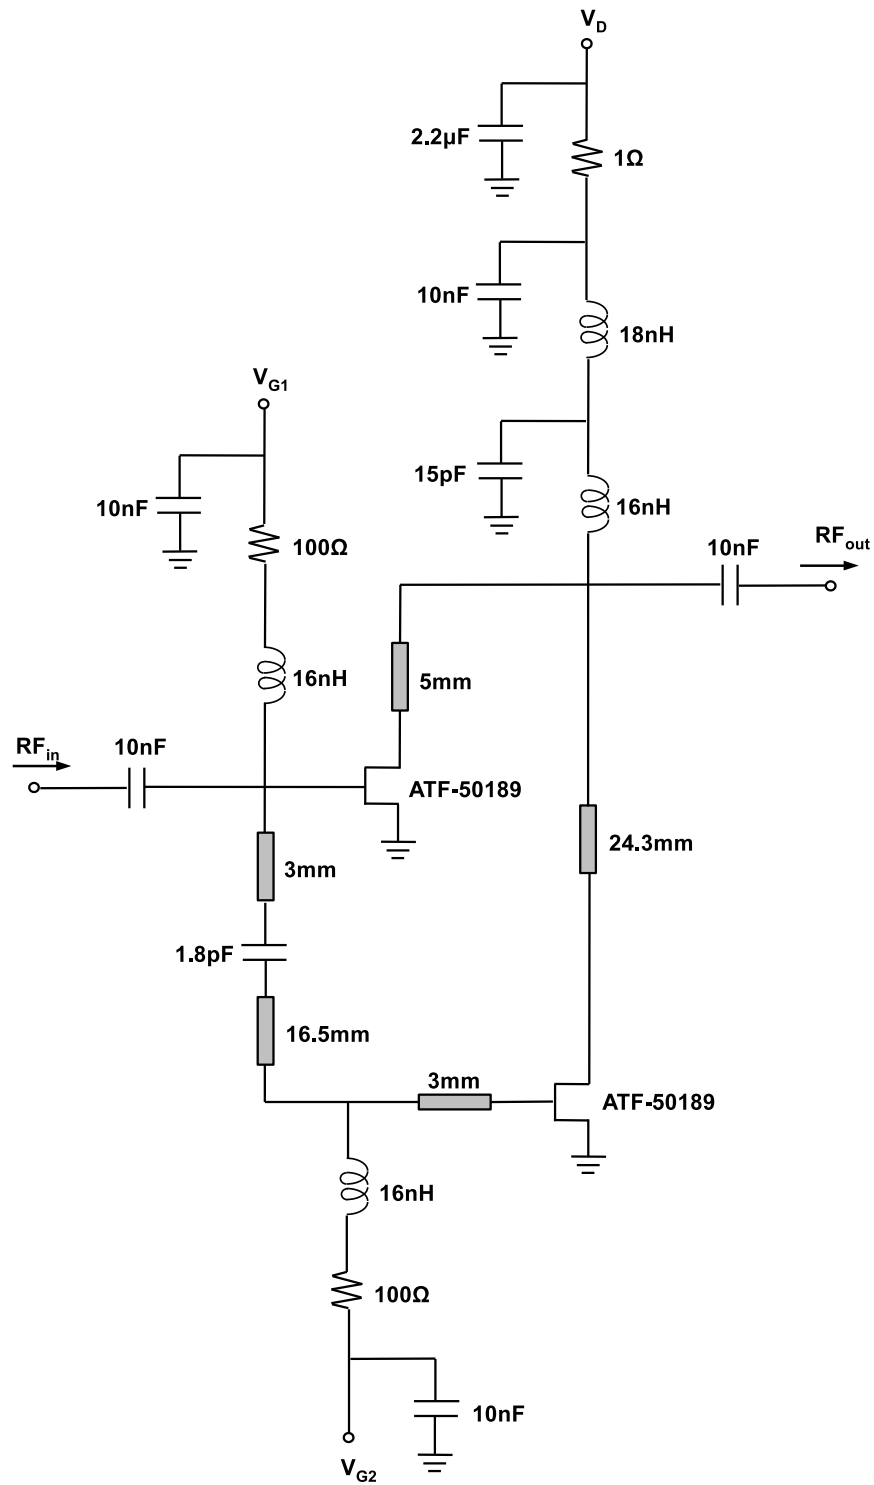 V_D
2.2µF
1Ω
10nF
18nH
V_G1
15pF
16nH
10nF
100Ω
10nF
RF_out
16nH
5mm
RF_in
10nF
ATF-50189
24.3mm
3mm
1.8pF
16.5mm
3mm
ATF-50189
16nH
100Ω
10nF
V_G2